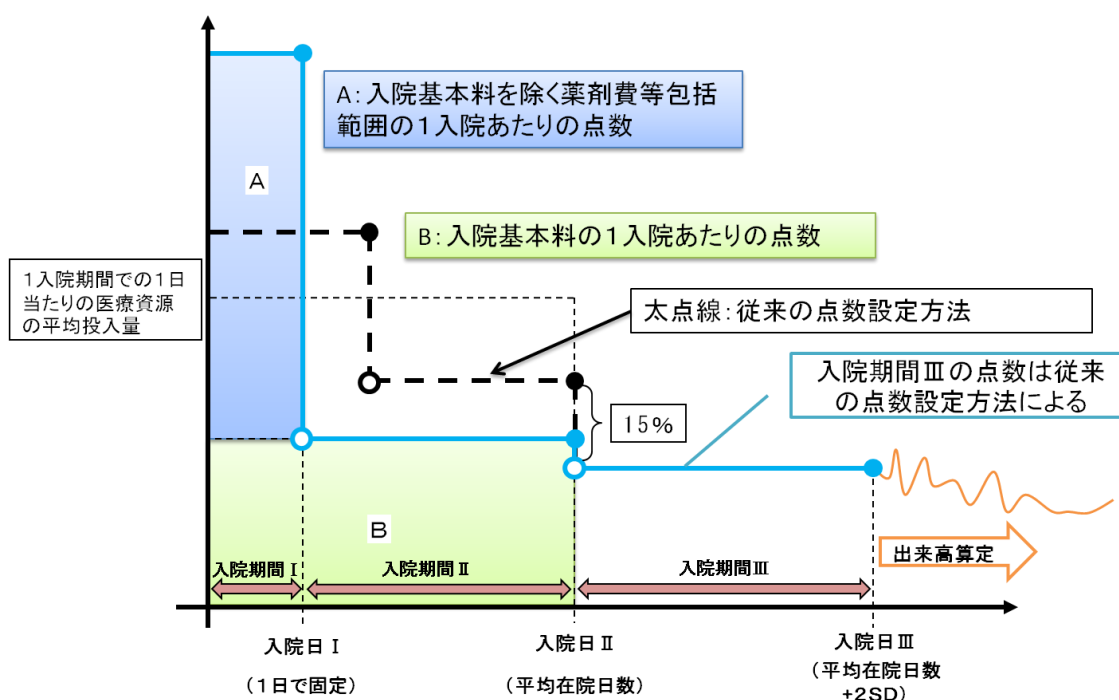 A：入院基本料を除く薬剤費等包括
範囲の１入院あたりの点数
A
B：入院基本料の１入院あたりの点数
１入院期間での１日
当たりの医療資源
の平均投入量
太点線：従来の点数設定方法
入院期間Ⅲの点数は従来
の点数設定方法による
15％
B
出来高算定
入院期間Ⅰ
入院期間Ⅱ
入院期間Ⅲ
入院日Ⅰ
（１日で固定）
入院日Ⅱ
（平均在院日数）
入院日Ⅲ
（平均在院日数
+2SD）